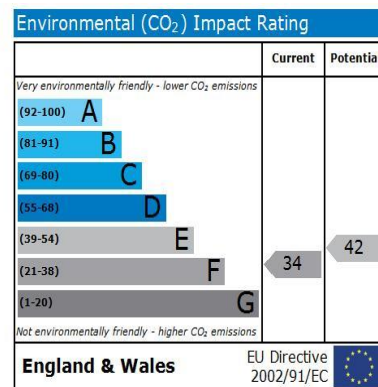 Environmental (CO₂) Impact Rating
Current Potential
Very environmentally friendly - lower CO₂ emissions
(92-100) A
(81-91) B
(69-80) C
(55-68) D
(39-54) E
42
(21-38) F
34
(1-20) G
Not environmentally friendly - higher CO₂ emissions
England & Wales
EU Directive
2002/91/EC